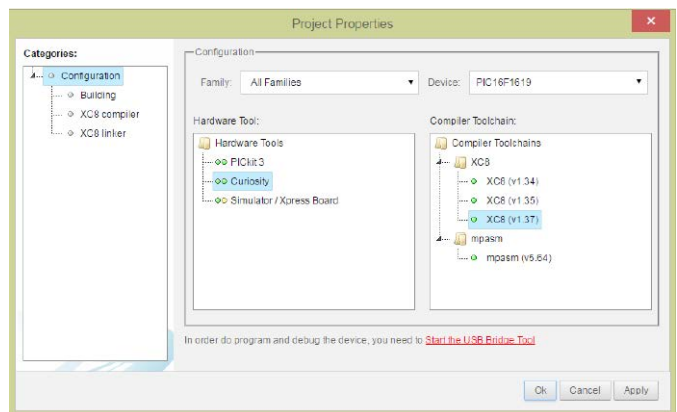 Project Properties
Categories:
Configuration
Building
XC8 compiler
XC8 linker
Configuration
Family: All Families Device: PIC16F1619
Hardware Tool:
Hardware Tools
PICkit 3
Curiosity
Simulator / Xpress Board
Compiler Toolchain:
Compiler Toolchains
XC8
XC8 (v1.34)
XC8 (v1.35)
XC8 (v1.37)
mpasm
mpasm (v5.64)
In order do program and debug the device, you need to Start the USB Bridge Tool
Ok Cancel Apply